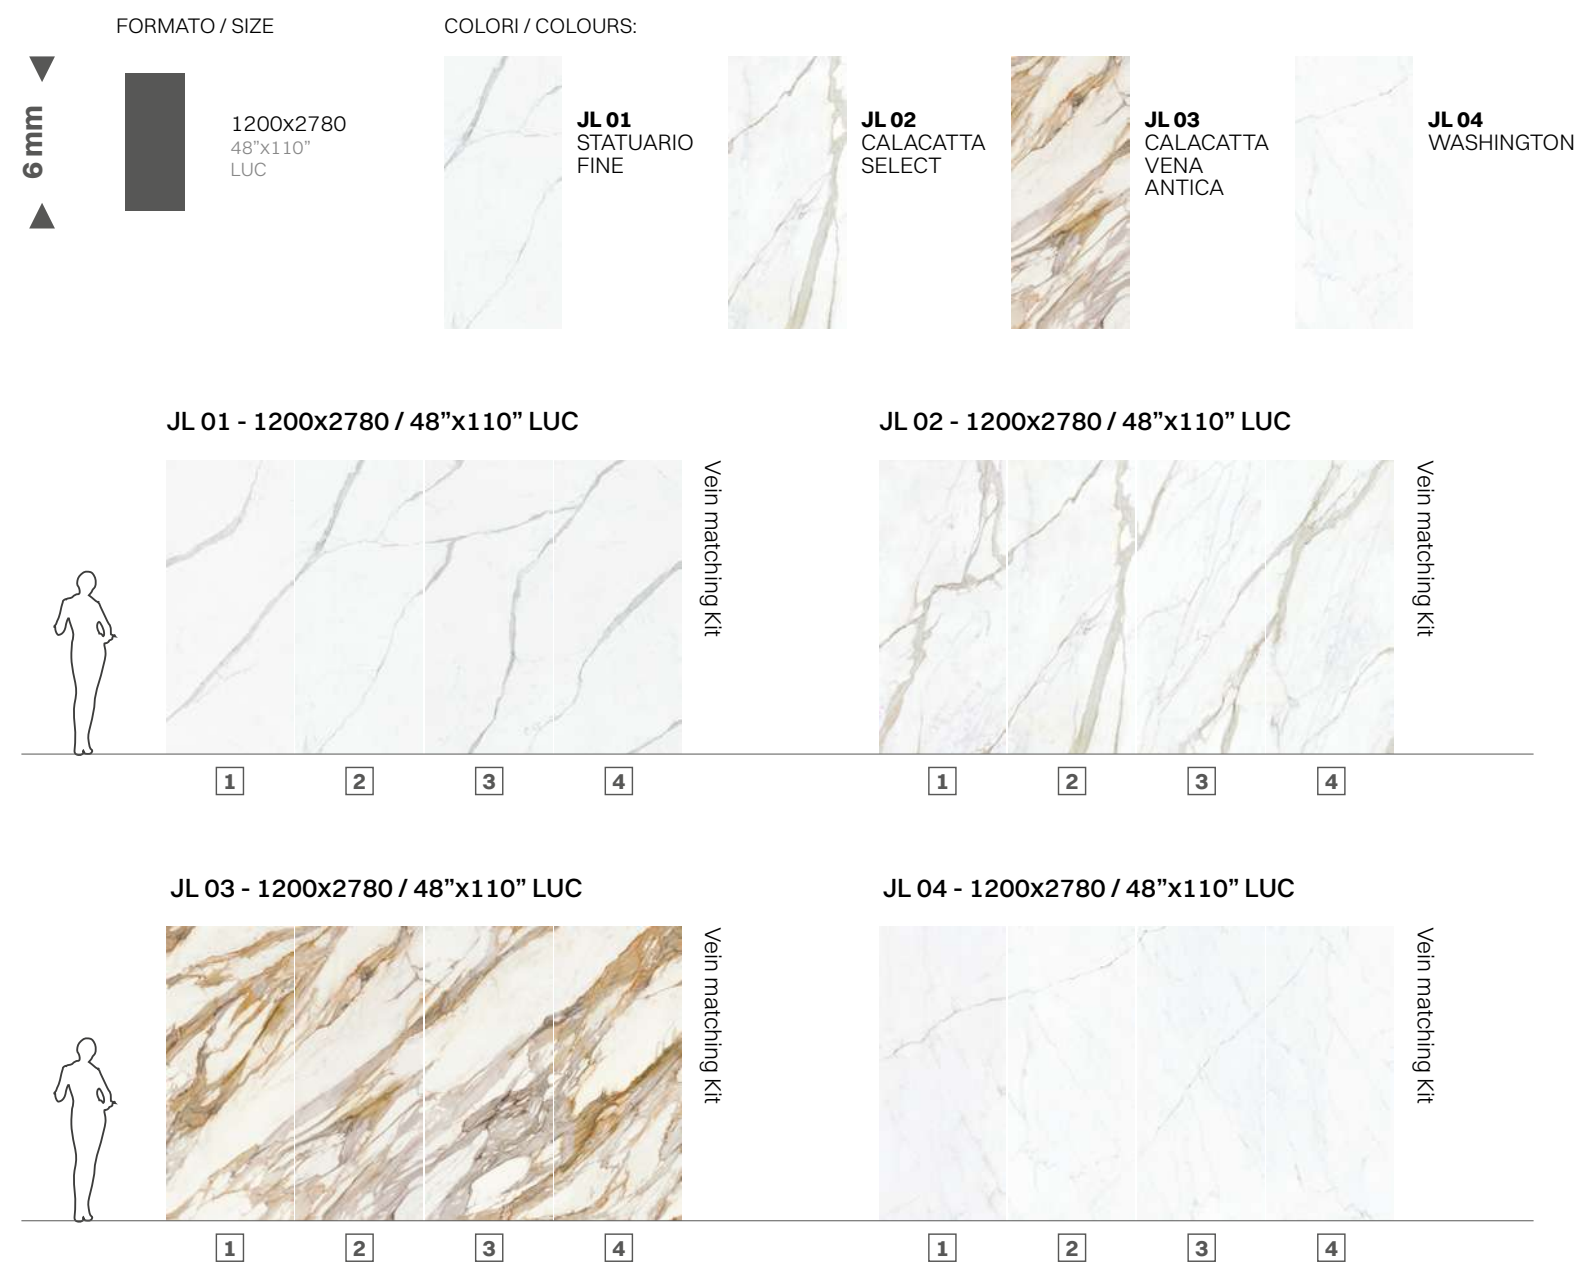 FORMATO / SIZE
COLORI / COLOURS:
6 mm
1200x2780
48”x110”
LUC
JL 01
STATUARIO
FINE
JL 02
CALACATTA
SELECT
JL 03
CALACATTA
VENA
ANTICA
JL 04
WASHINGTON
JL 01 - 1200x2780 / 48”x110” LUC
Vein matching Kit
1 2 3 4
JL 02 - 1200x2780 / 48”x110” LUC
Vein matching Kit
1 2 3 4
JL 03 - 1200x2780 / 48”x110” LUC
Vein matching Kit
1 2 3 4
JL 04 - 1200x2780 / 48”x110” LUC
Vein matching Kit
1 2 3 4